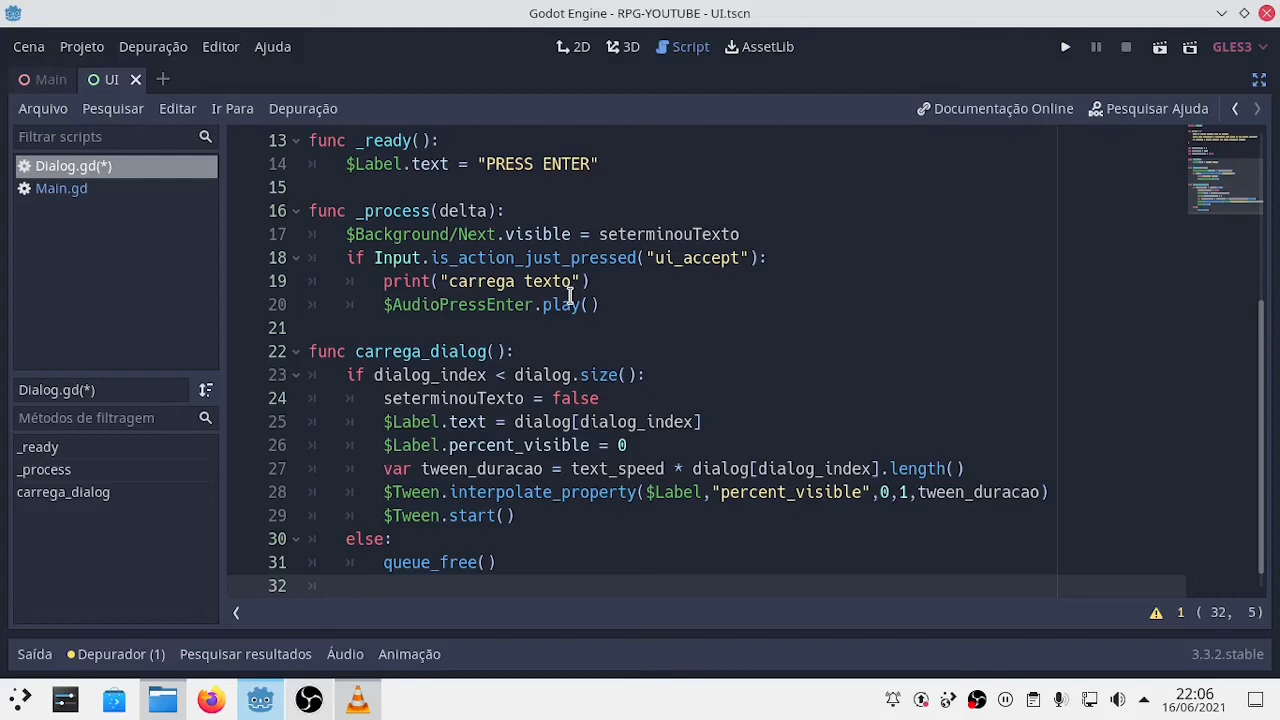 Godot Engine - RPG-YOUTUBE - UI.tscn
Cena Projeto Depuração Editor Ajuda 2D 3D Script AssetLib GLES3
Main UI
Arquivo Pesquisar Editar Ir Para Depuração Documentação Online Pesquisar Ajuda
Filtrar scripts
Dialog.gd(*)
Main.gd
Dialog.gd(*)
Métodos de filtragem
_ready
_process
carrega_dialog
13 func _ready():
14 $Label.text = "PRESS ENTER"
15
16 func _process(delta):
17 $Background/Next.visible = seterminouTexto
18 if Input.is_action_just_pressed("ui_accept"):
19 print("carrega texto")
20 $AudioPressEnter.play()
21
22 func carrega_dialog():
23 if dialog_index < dialog.size():
24 seterminouTexto = false
25 $Label.text = dialog[dialog_index]
26 $Label.percent_visible = 0
27 var tween_duracao = text_speed * dialog[dialog_index].length()
28 $Tween.interpolate_property($Label,"percent_visible",0,1,tween_duracao)
29 $Tween.start()
30 else:
31 queue_free()
32
1 ( 32, 5)
Saída Depurador (1) Pesquisar resultados Áudio Animação 3.3.2.stable
22:06
16/06/2021